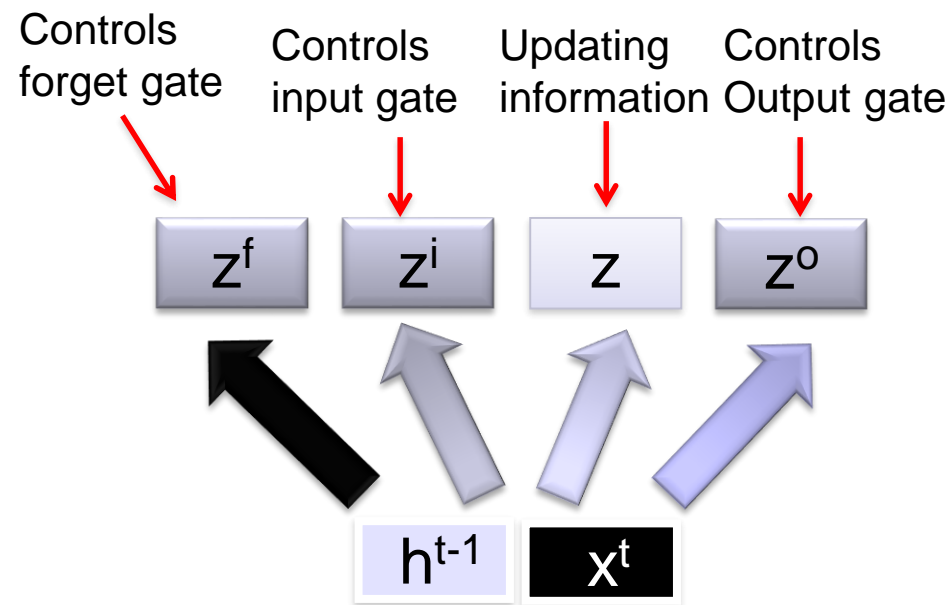 Controls
forget gate
Controls
input gate
Updating
information
Controls
Output gate
zᶠ
zⁱ
z
zᵒ
hᵗ⁻¹
xᵗ